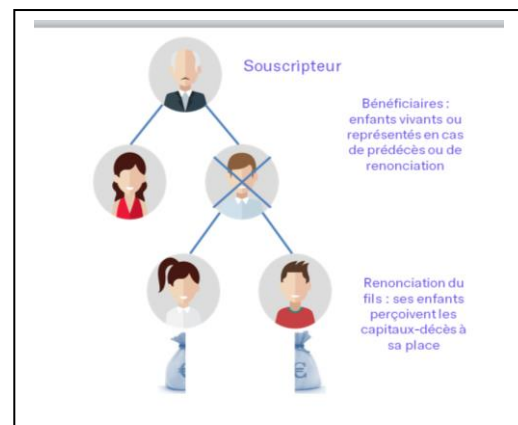 Souscripteur
Bénéficiaires :
enfants vivants ou
représentés en cas
de prédécès ou de
renonciation
Renonciation du
fils : ses enfants
perçoivent les
capitaux-décès à
sa place
€
€